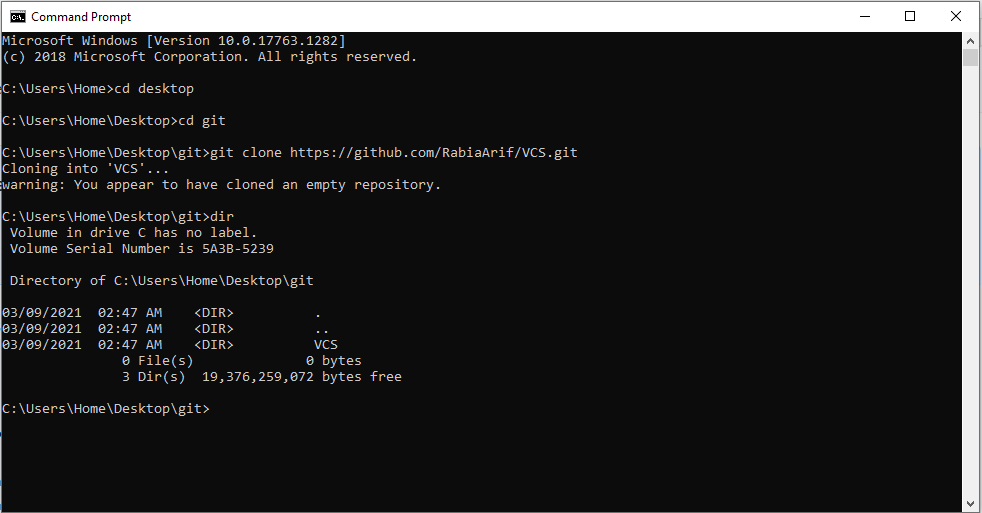 Command Prompt
Microsoft Windows [Version 10.0.17763.1282]
(c) 2018 Microsoft Corporation. All rights reserved.
C:\Users\Home>cd desktop
C:\Users\Home\Desktop>cd git
C:\Users\Home\Desktop\git>git clone https://github.com/RabiaArif/VCS.git
Cloning into 'VCS'...
warning: You appear to have cloned an empty repository.
C:\Users\Home\Desktop\git>dir
 Volume in drive C has no label.
 Volume Serial Number is 5A3B-5239
 Directory of C:\Users\Home\Desktop\git
03/09/2021  02:47 AM    <DIR>          .
03/09/2021  02:47 AM    <DIR>          ..
03/09/2021  02:47 AM    <DIR>          VCS
               0 File(s)              0 bytes
               3 Dir(s)  19,376,259,072 bytes free
C:\Users\Home\Desktop\git>